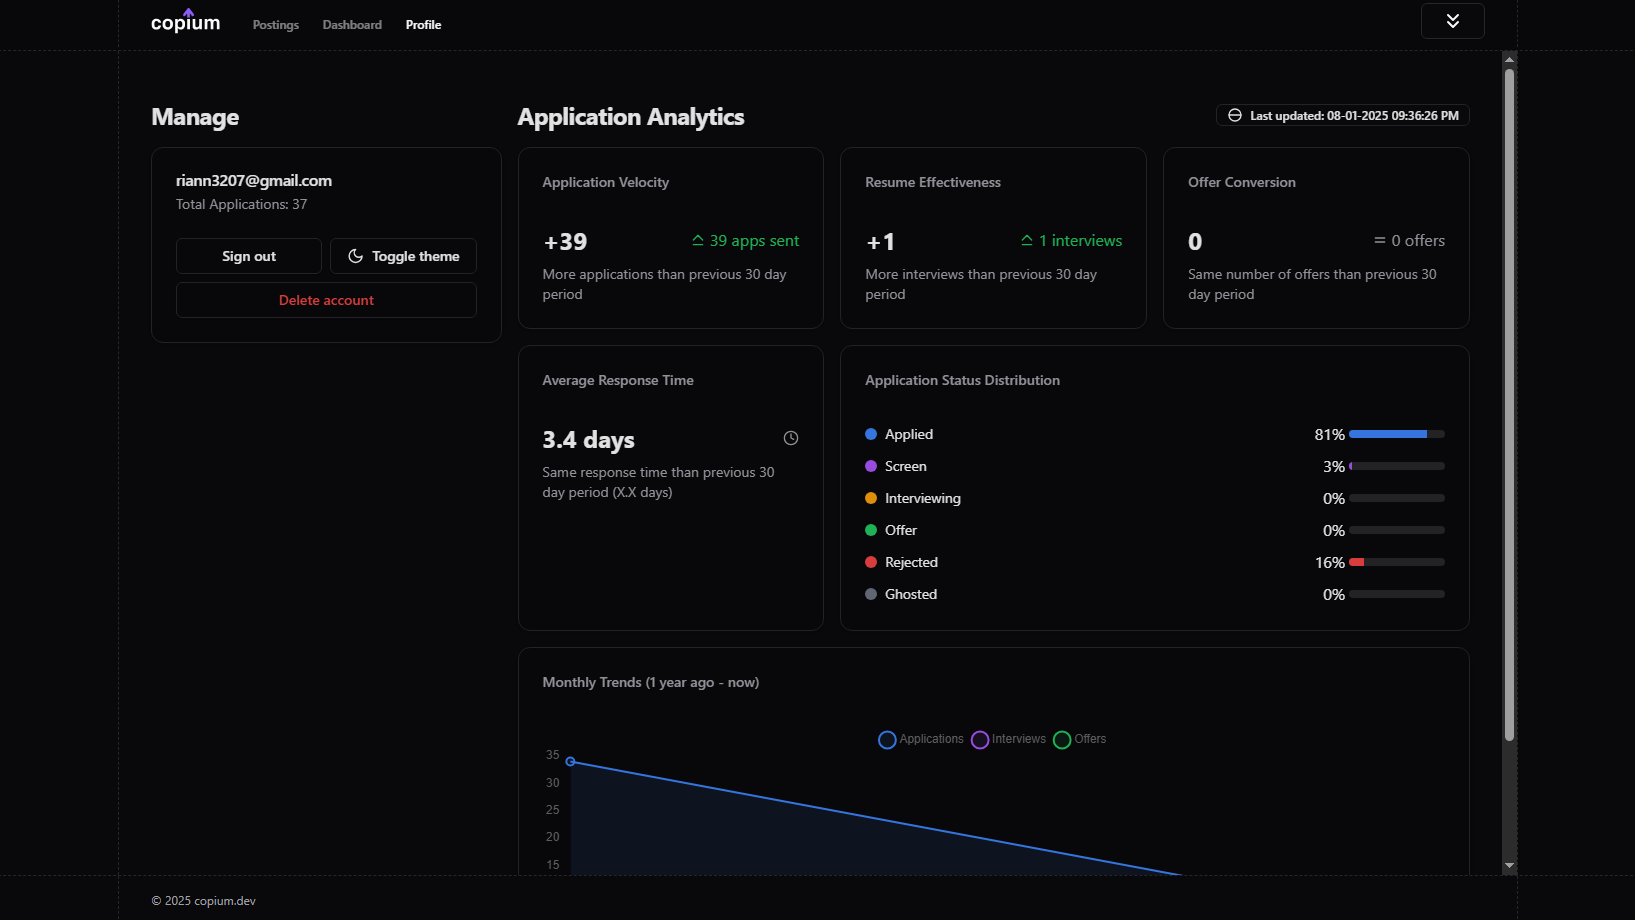 copium
Postings
Dashboard
Profile
Manage
riann3207@gmail.com
Total Applications: 37
Sign out
Toggle theme
Delete account
Application Analytics
Last updated: 08-01-2025 09:36:26 PM
Application Velocity
+39
39 apps sent
More applications than previous 30 day
period
Resume Effectiveness
+1
1 interviews
More interviews than previous 30 day
period
Offer Conversion
0
= 0 offers
Same number of offers than previous 30
day period
Average Response Time
3.4 days
Same response time than previous 30
day period (X.X days)
Application Status Distribution
Applied 81%
Screen 3%
Interviewing 0%
Offer 0%
Rejected 16%
Ghosted 0%
Monthly Trends (1 year ago - now)
Applications
Interviews
Offers
35
30
25
20
15
© 2025 copium.dev